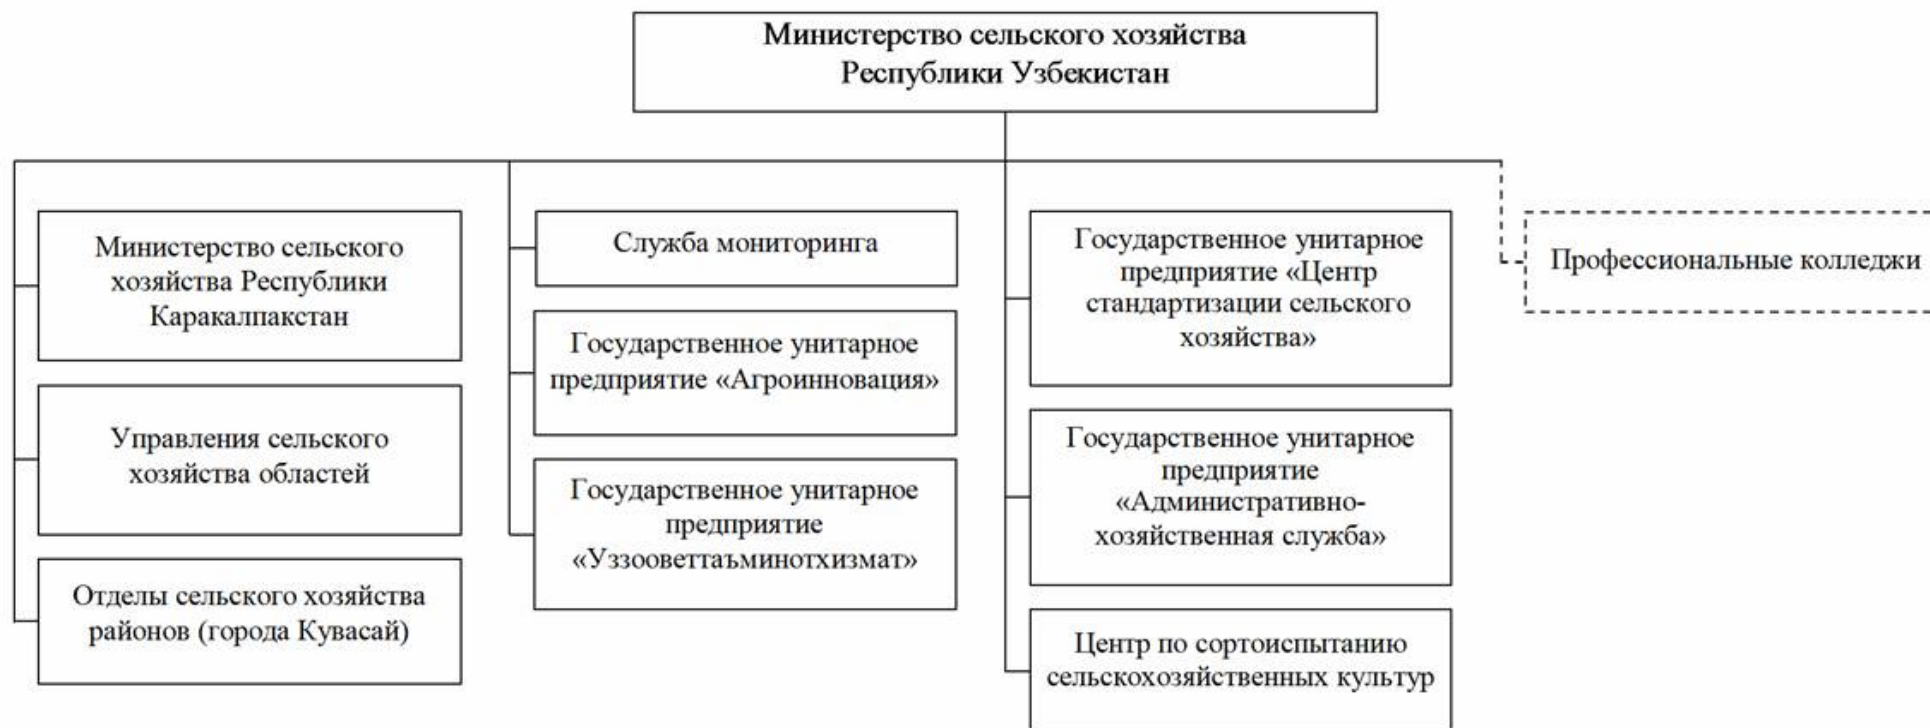 Министерство сельского хозяйства
Республики Узбекистан
Министерство сельского
хозяйства Республики
Каракалпакстан
Управления сельского
хозяйства областей
Отделы сельского хозяйства
районов (города Кувасай)
Служба мониторинга
Государственное унитарное
предприятие «Агроинновация»
Государственное унитарное
предприятие
«Уззооветтаъминотхизмат»
Государственное унитарное
предприятие «Центр
стандартизации сельского
хозяйства»
Государственное унитарное
предприятие
«Административно-
хозяйственная служба»
Центр по сортоиспытанию
сельскохозяйственных культур
Профессиональные колледжи